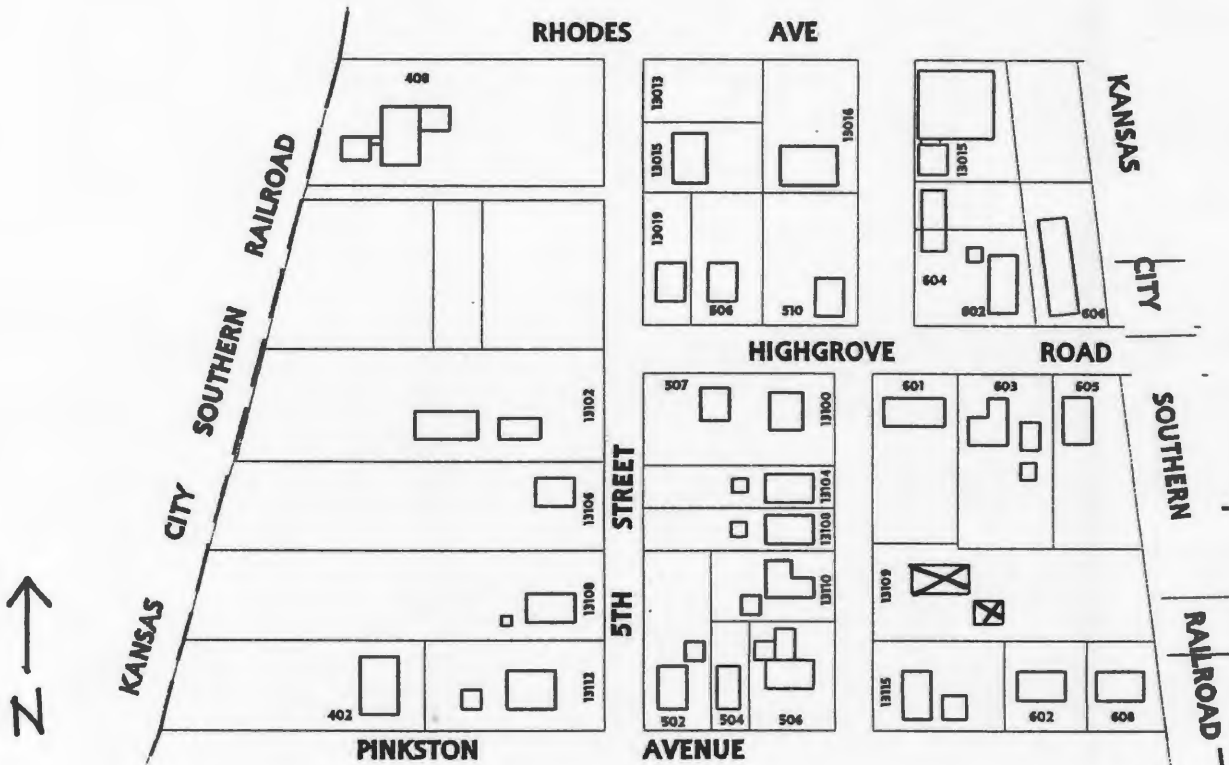 RHODES AVE
408
13013
13015
13016
13015
KANSAS
RAILROAD
13019
506
510
604
602
606
CITY
HIGHGROVE ROAD
SOUTHERN
13102
507
13100
601
603
605
SOUTHERN
CITY
13106
5TH STREET
13104
13108
KANSAS
13108
13110
13109
RAILROAD
402
13112
502
504
506
13115
602
608
PINKSTON AVENUE
Z